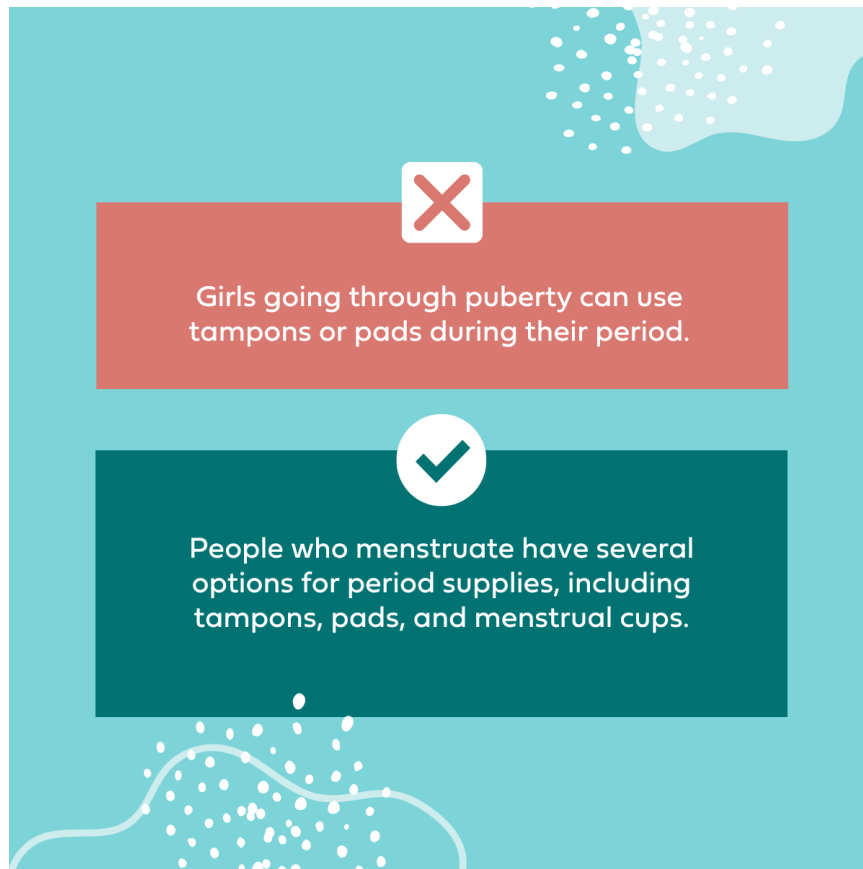 Girls going through puberty can use
tampons or pads during their period.
People who menstruate have several
options for period supplies, including
tampons, pads, and menstrual cups.